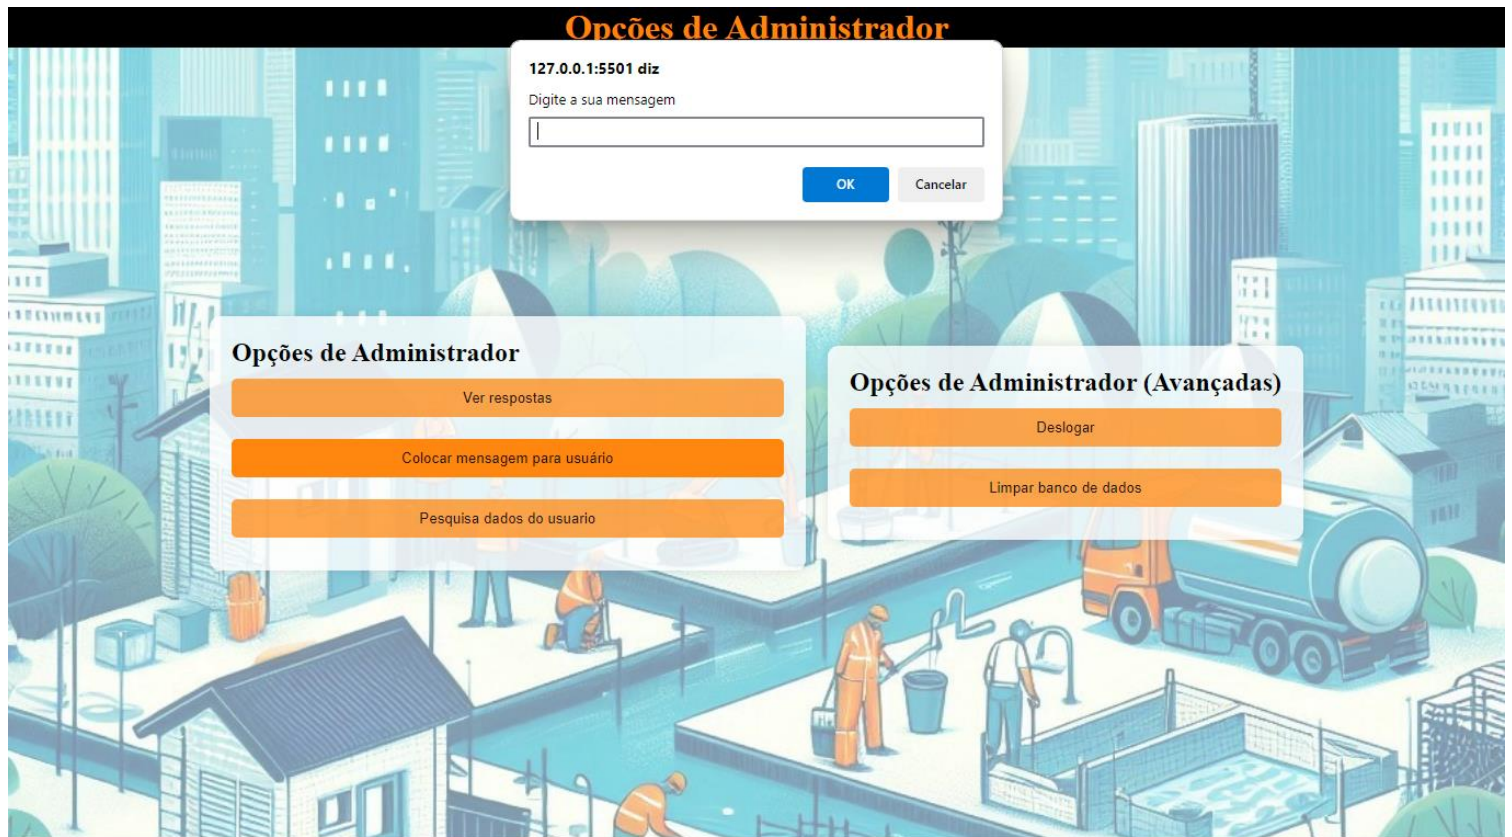 Opções de Administrador
127.0.0.1:5501 diz
Digite a sua mensagem
OK
Cancelar
Opções de Administrador
Ver respostas
Colocar mensagem para usuário
Pesquisa dados do usuario
Opções de Administrador (Avançadas)
Deslogar
Limpar banco de dados